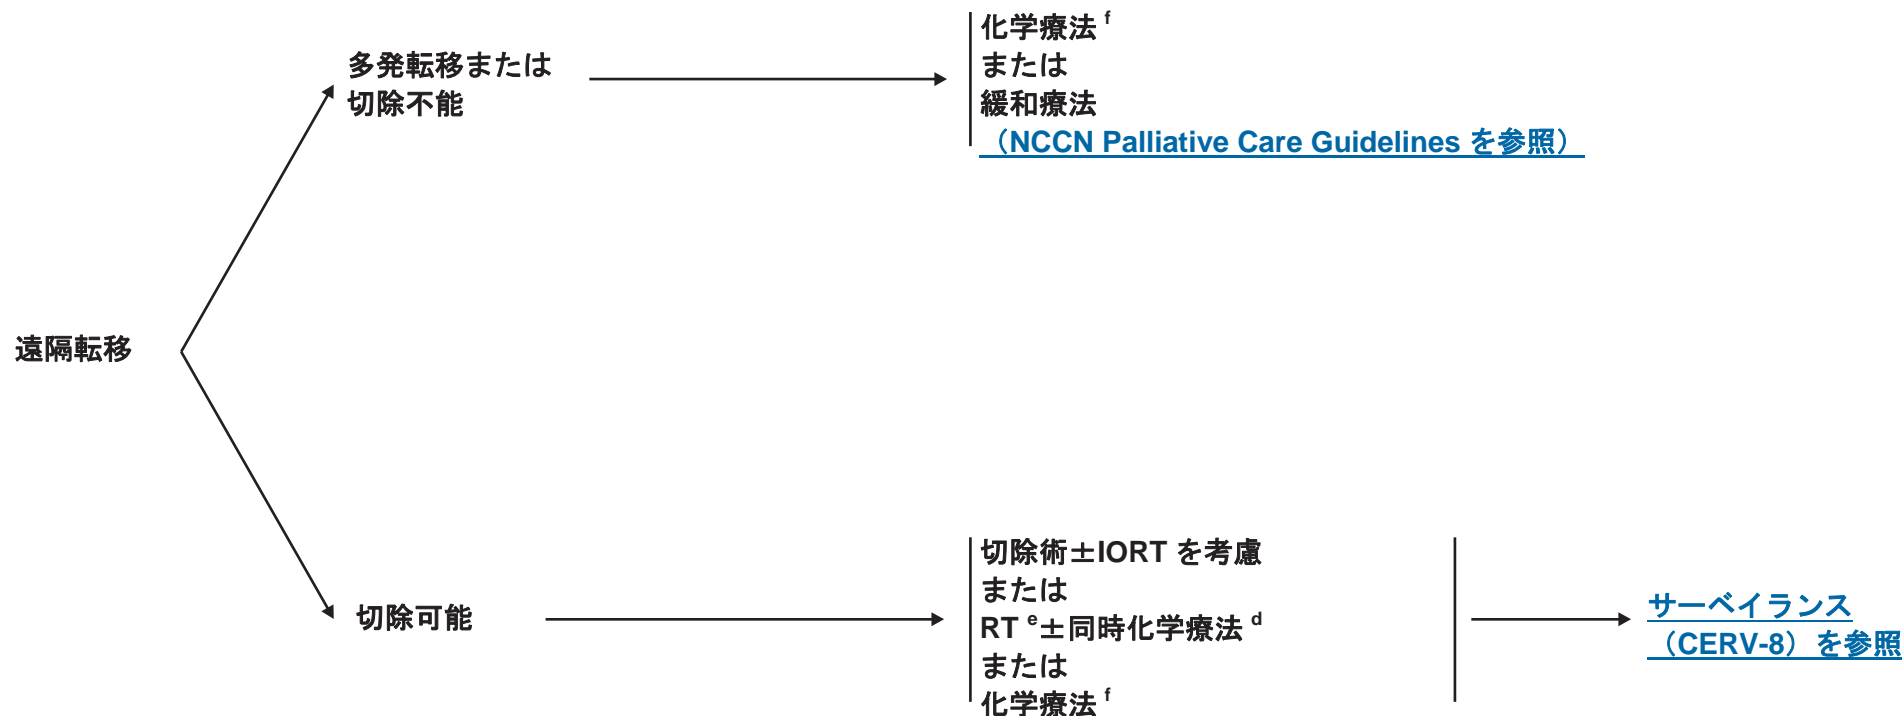 多発転移または
切除不能
化学療法 f
または
緩和療法
（NCCN Palliative Care Guidelines を参照）
遠隔転移
切除可能
切除術±IORT を考慮
または
RT e±同時化学療法 d
または
化学療法 f
サーベイランス
（CERV-8）を参照